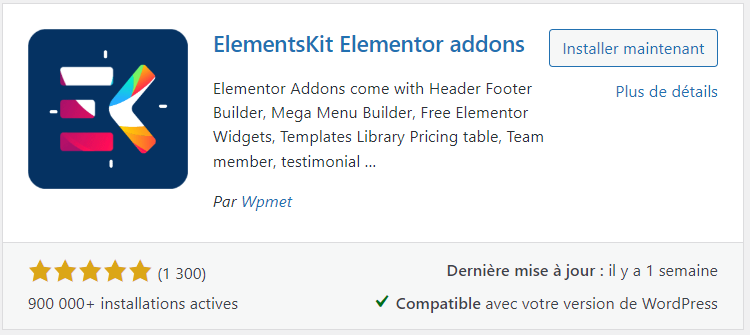 ElementsKit Elementor addons
Installer maintenant
Plus de détails
Elementor Addons come with Header Footer
Builder, Mega Menu Builder, Free Elementor
Widgets, Templates Library Pricing table, Team
member, testimonial ...
Par Wpmet
(1 300)
Dernière mise à jour : il y a 1 semaine
900 000+ installations actives
Compatible avec votre version de WordPress